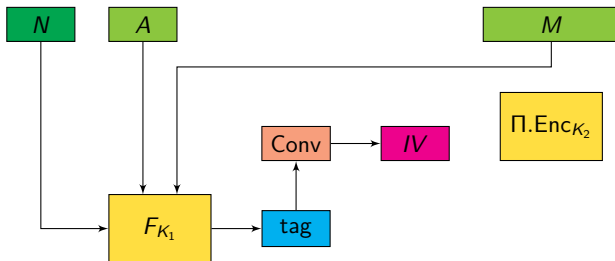 N
A
M
Π.Enc_{K_2}
Conv
IV
F_{K_1}
tag